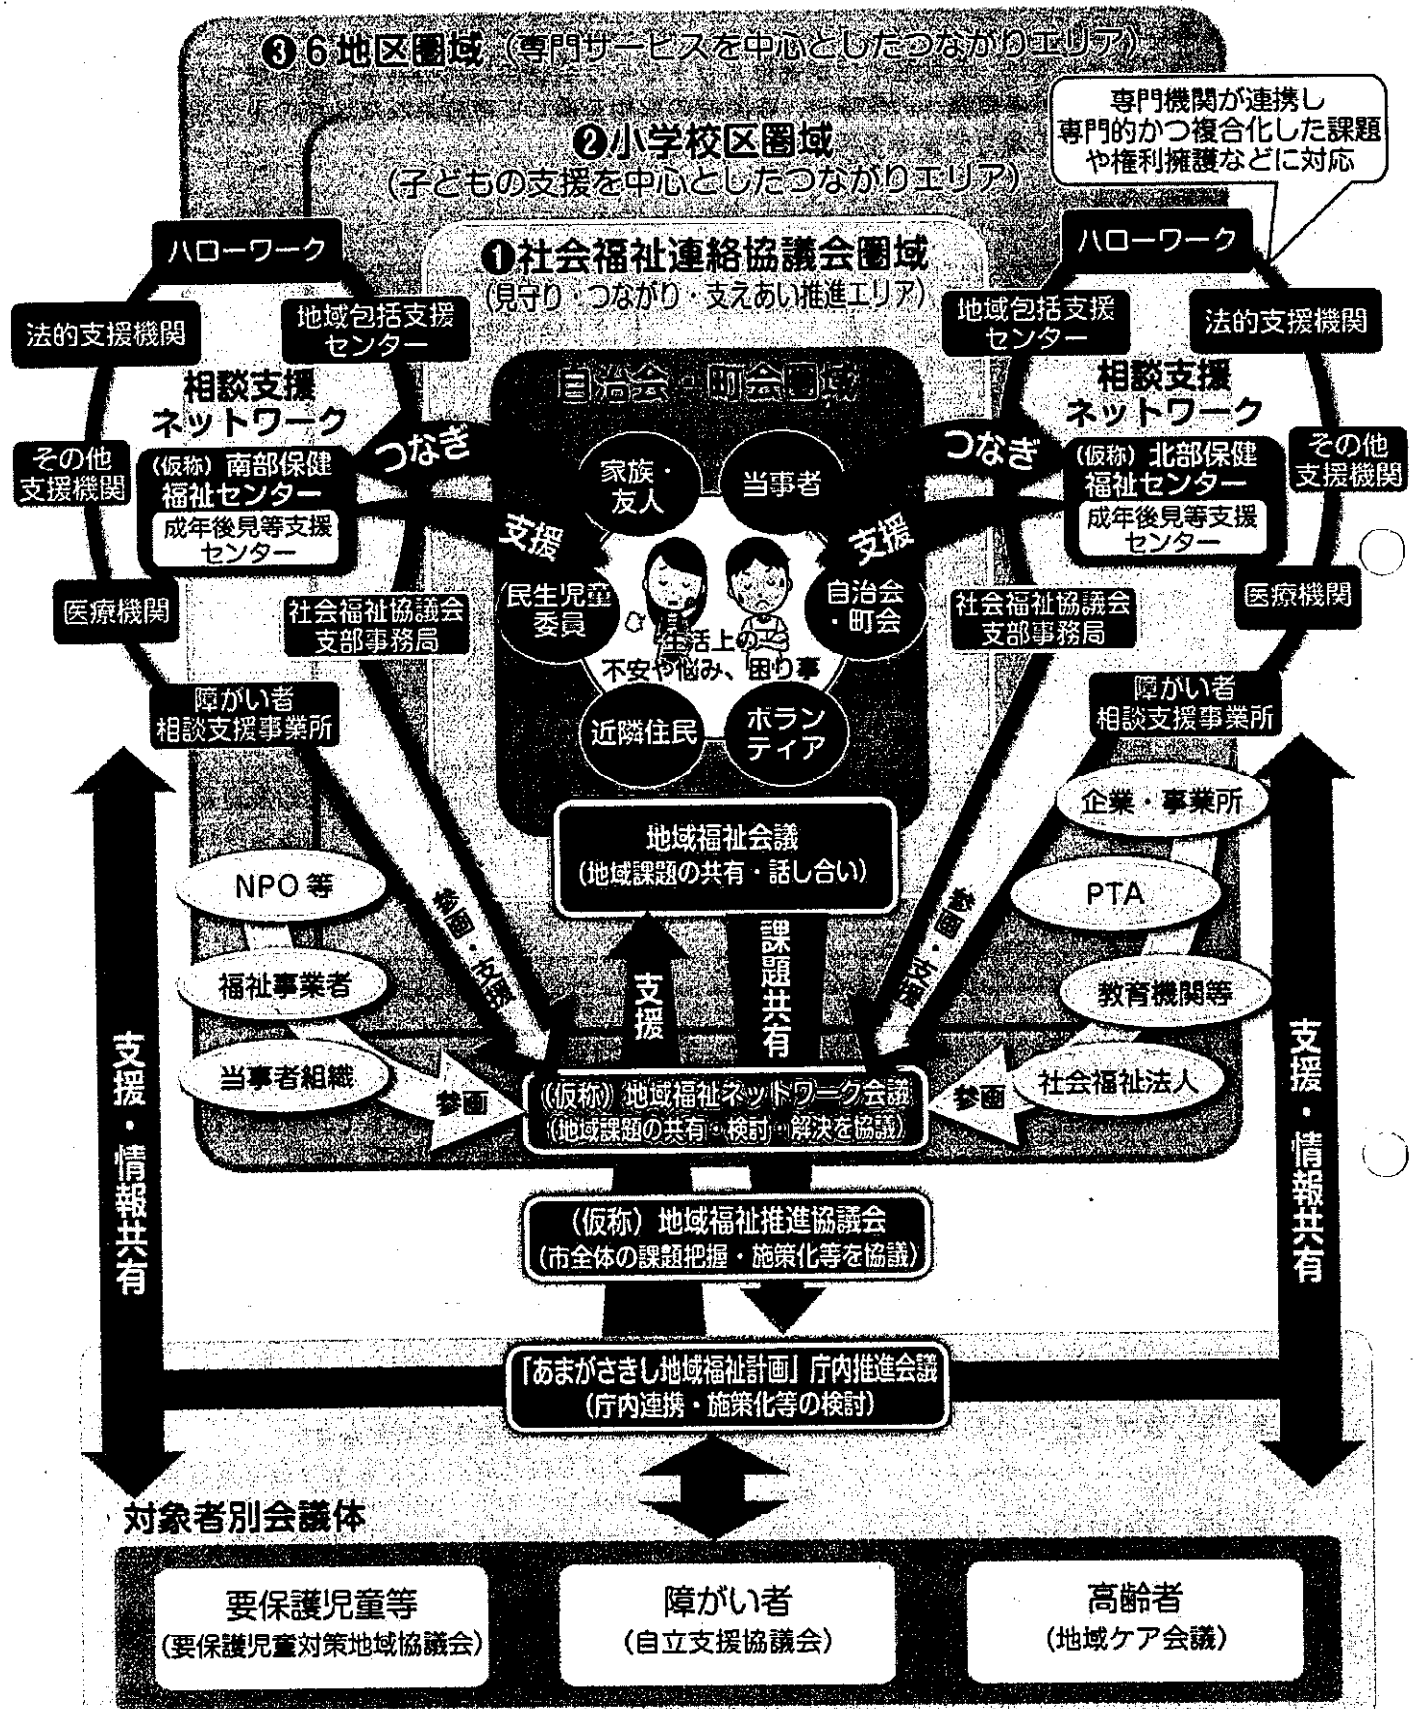 ❸6地区圏域（専門サービスを中心としたつながりエリア）
専門機関が連携し
専門的かつ複合化した課題
や権利擁護などに対応
❷小学校区圏域
（子どもの支援を中心としたつながりエリア）
❶社会福祉連絡協議会圏域
（見守り・つながり・支えあい推進エリア）
ハローワーク
法的支援機関
地域包括支援
センター
相談支援
ネットワーク
その他
支援機関
（仮称）南部保健
福祉センター
成年後見等支援
センター
医療機関
社会福祉協議会
支部事務局
障がい者
相談支援事業所
つなぎ
支援
自治会・町会圏域
家族・
友人
当事者
民生児童
委員
自治会
・町会
生活上の
不安や悩み、困り事
近隣住民
ボラン
ティア
つなぎ
支援
ハローワーク
地域包括支援
センター
法的支援機関
相談支援
ネットワーク
（仮称）北部保健
福祉センター
成年後見等支援
センター
その他
支援機関
医療機関
社会福祉協議会
支部事務局
障がい者
相談支援事業所
地域福祉会議
（地域課題の共有・話し合い）
NPO 等
福祉事業者
当事者組織
参画
参画・支援
支援
課題共有
参画・支援
企業・事業所
PTA
教育機関等
社会福祉法人
参画
（仮称）地域福祉ネットワーク会議
（地域課題の共有・検討・解決を協議）
（仮称）地域福祉推進協議会
（市全体の課題把握・施策化等を協議）
支援・情報共有
支援・情報共有
「あまがさきし地域福祉計画」庁内推進会議
（庁内連携・施策化等の検討）
対象者別会議体
要保護児童等
（要保護児童対策地域協議会）
障がい者
（自立支援協議会）
高齢者
（地域ケア会議）